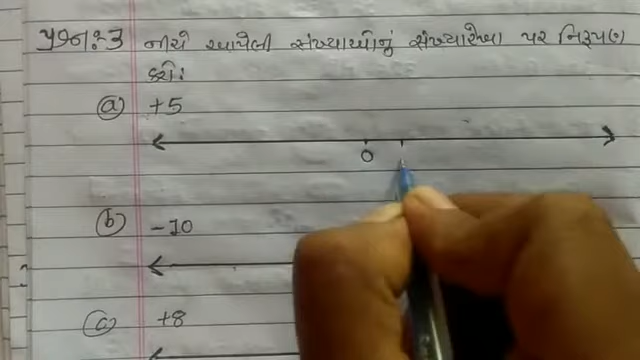 પ્રશ્ન:3 નીચે આપેલી સંખ્યાઓનું સંખ્યારેખા પર નિરૂપણ
કરો:
(a) +5
0
(b) -10
(c) +8